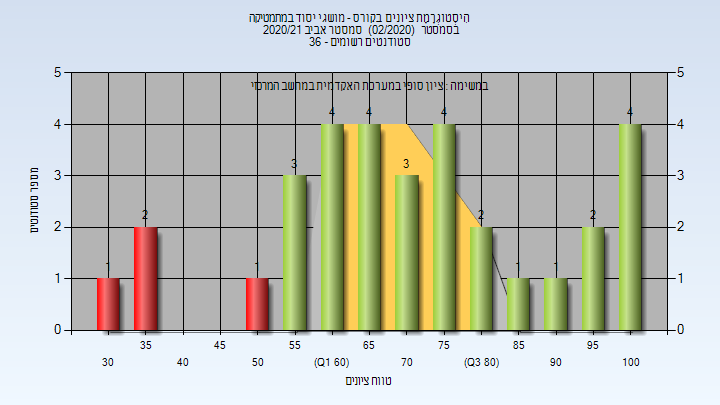 היסטוגרמת ציונים בקורס - מושגי יסוד במתמטיקה
בסמסטר (02/2020) סמסטר אביב 2020/21
סטודנטים רשומים - 36
במשימה : ציון סופי במערכת האקדמית במחשב המרכזי
מספר סטודנטים
5 5
4 4
3 3
2 2
1 1
0 0
1 2 1 3 4 4 3 4 2 1 1 2 4
35 45 55 65 75 85 95
30 40 50 (Q1 60) 70 (Q3 80) 90 100
טווח ציונים